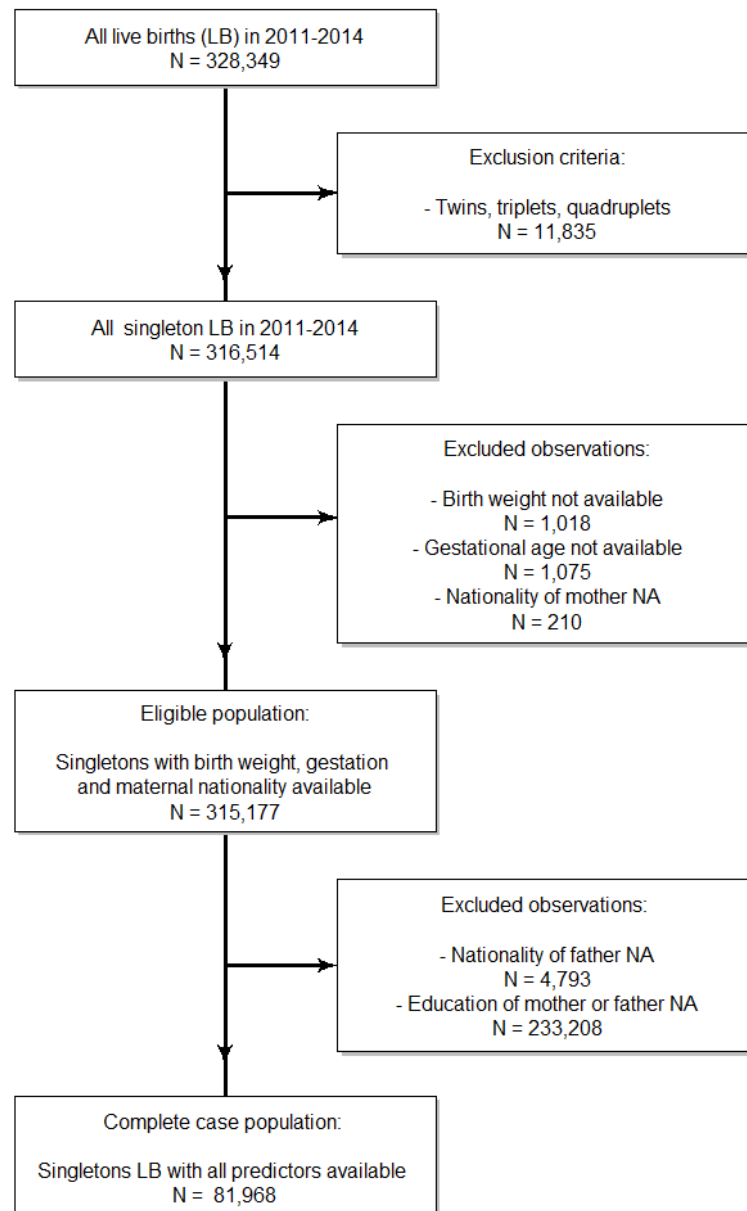 All live births (LB) in 2011-2014
N = 328,349
Exclusion criteria:
- Twins, triplets, quadruplets
N = 11,835
All  singleton LB in 2011-2014
N = 316,514
Excluded observations:
- Birth weight not available
N = 1,018
- Gestational age not available
N = 1,075
- Nationality of mother NA
N = 210
Eligible population:
Singletons with birth weight, gestation
and maternal nationality available
N = 315,177
Excluded observations:
- Nationality of father NA
N = 4,793
- Education of mother or father NA
N = 233,208
Complete case population:
Singletons LB with all predictors available
N =  81,968